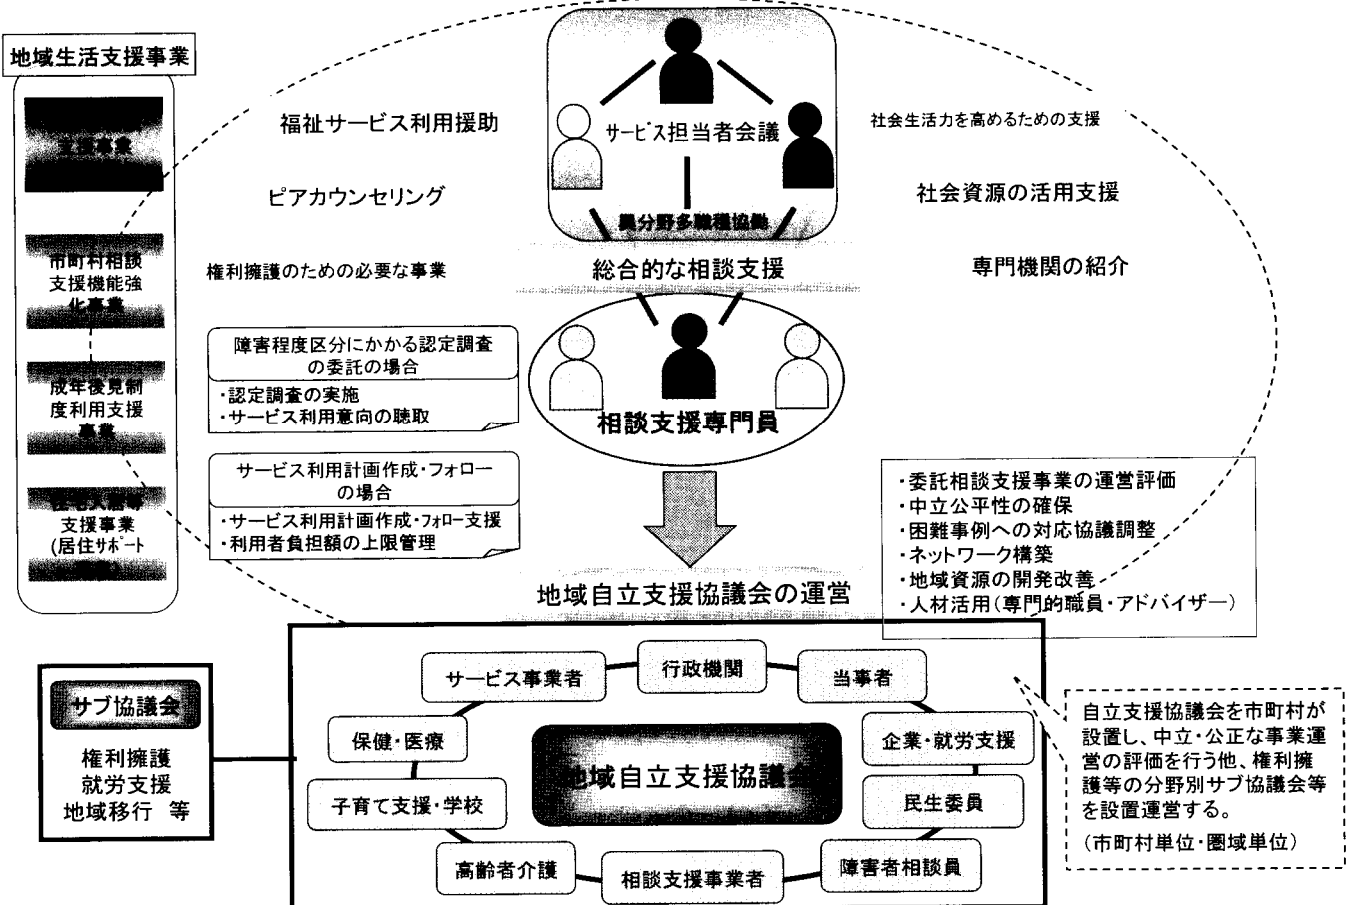 地域生活支援事業
支援事業
市町村相談
支援機能強
化事業
成年後見制
度利用支援
事業
住宅入居等
支援事業
(居住サポート
福祉サービス利用援助
ピアカウンセリング
権利擁護のための必要な事業
サービス担当者会議
異分野多職種協働
総合的な相談支援
社会生活力を高めるための支援
社会資源の活用支援
専門機関の紹介
障害程度区分にかかる認定調査
の委託の場合
・認定調査の実施
・サービス利用意向の聴取
サービス利用計画作成・フォロー
の場合
・サービス利用計画作成・フォロー支援
・利用者負担額の上限管理
相談支援専門員
・委託相談支援事業の運営評価
・中立公平性の確保
・困難事例への対応協議調整
・ネットワーク構築
・地域資源の開発改善
・人材活用(専門的職員・アドバイザー)
地域自立支援協議会の運営
サブ協議会
権利擁護
就労支援
地域移行 等
サービス事業者
行政機関
当事者
保健・医療
企業・就労支援
地域自立支援協議会
子育て支援・学校
民生委員
高齢者介護
相談支援事業者
障害者相談員
自立支援協議会を市町村が
設置し、中立・公正な事業運
営の評価を行う他、権利擁
護等の分野別サブ協議会等
を設置運営する。
(市町村単位・圏域単位)